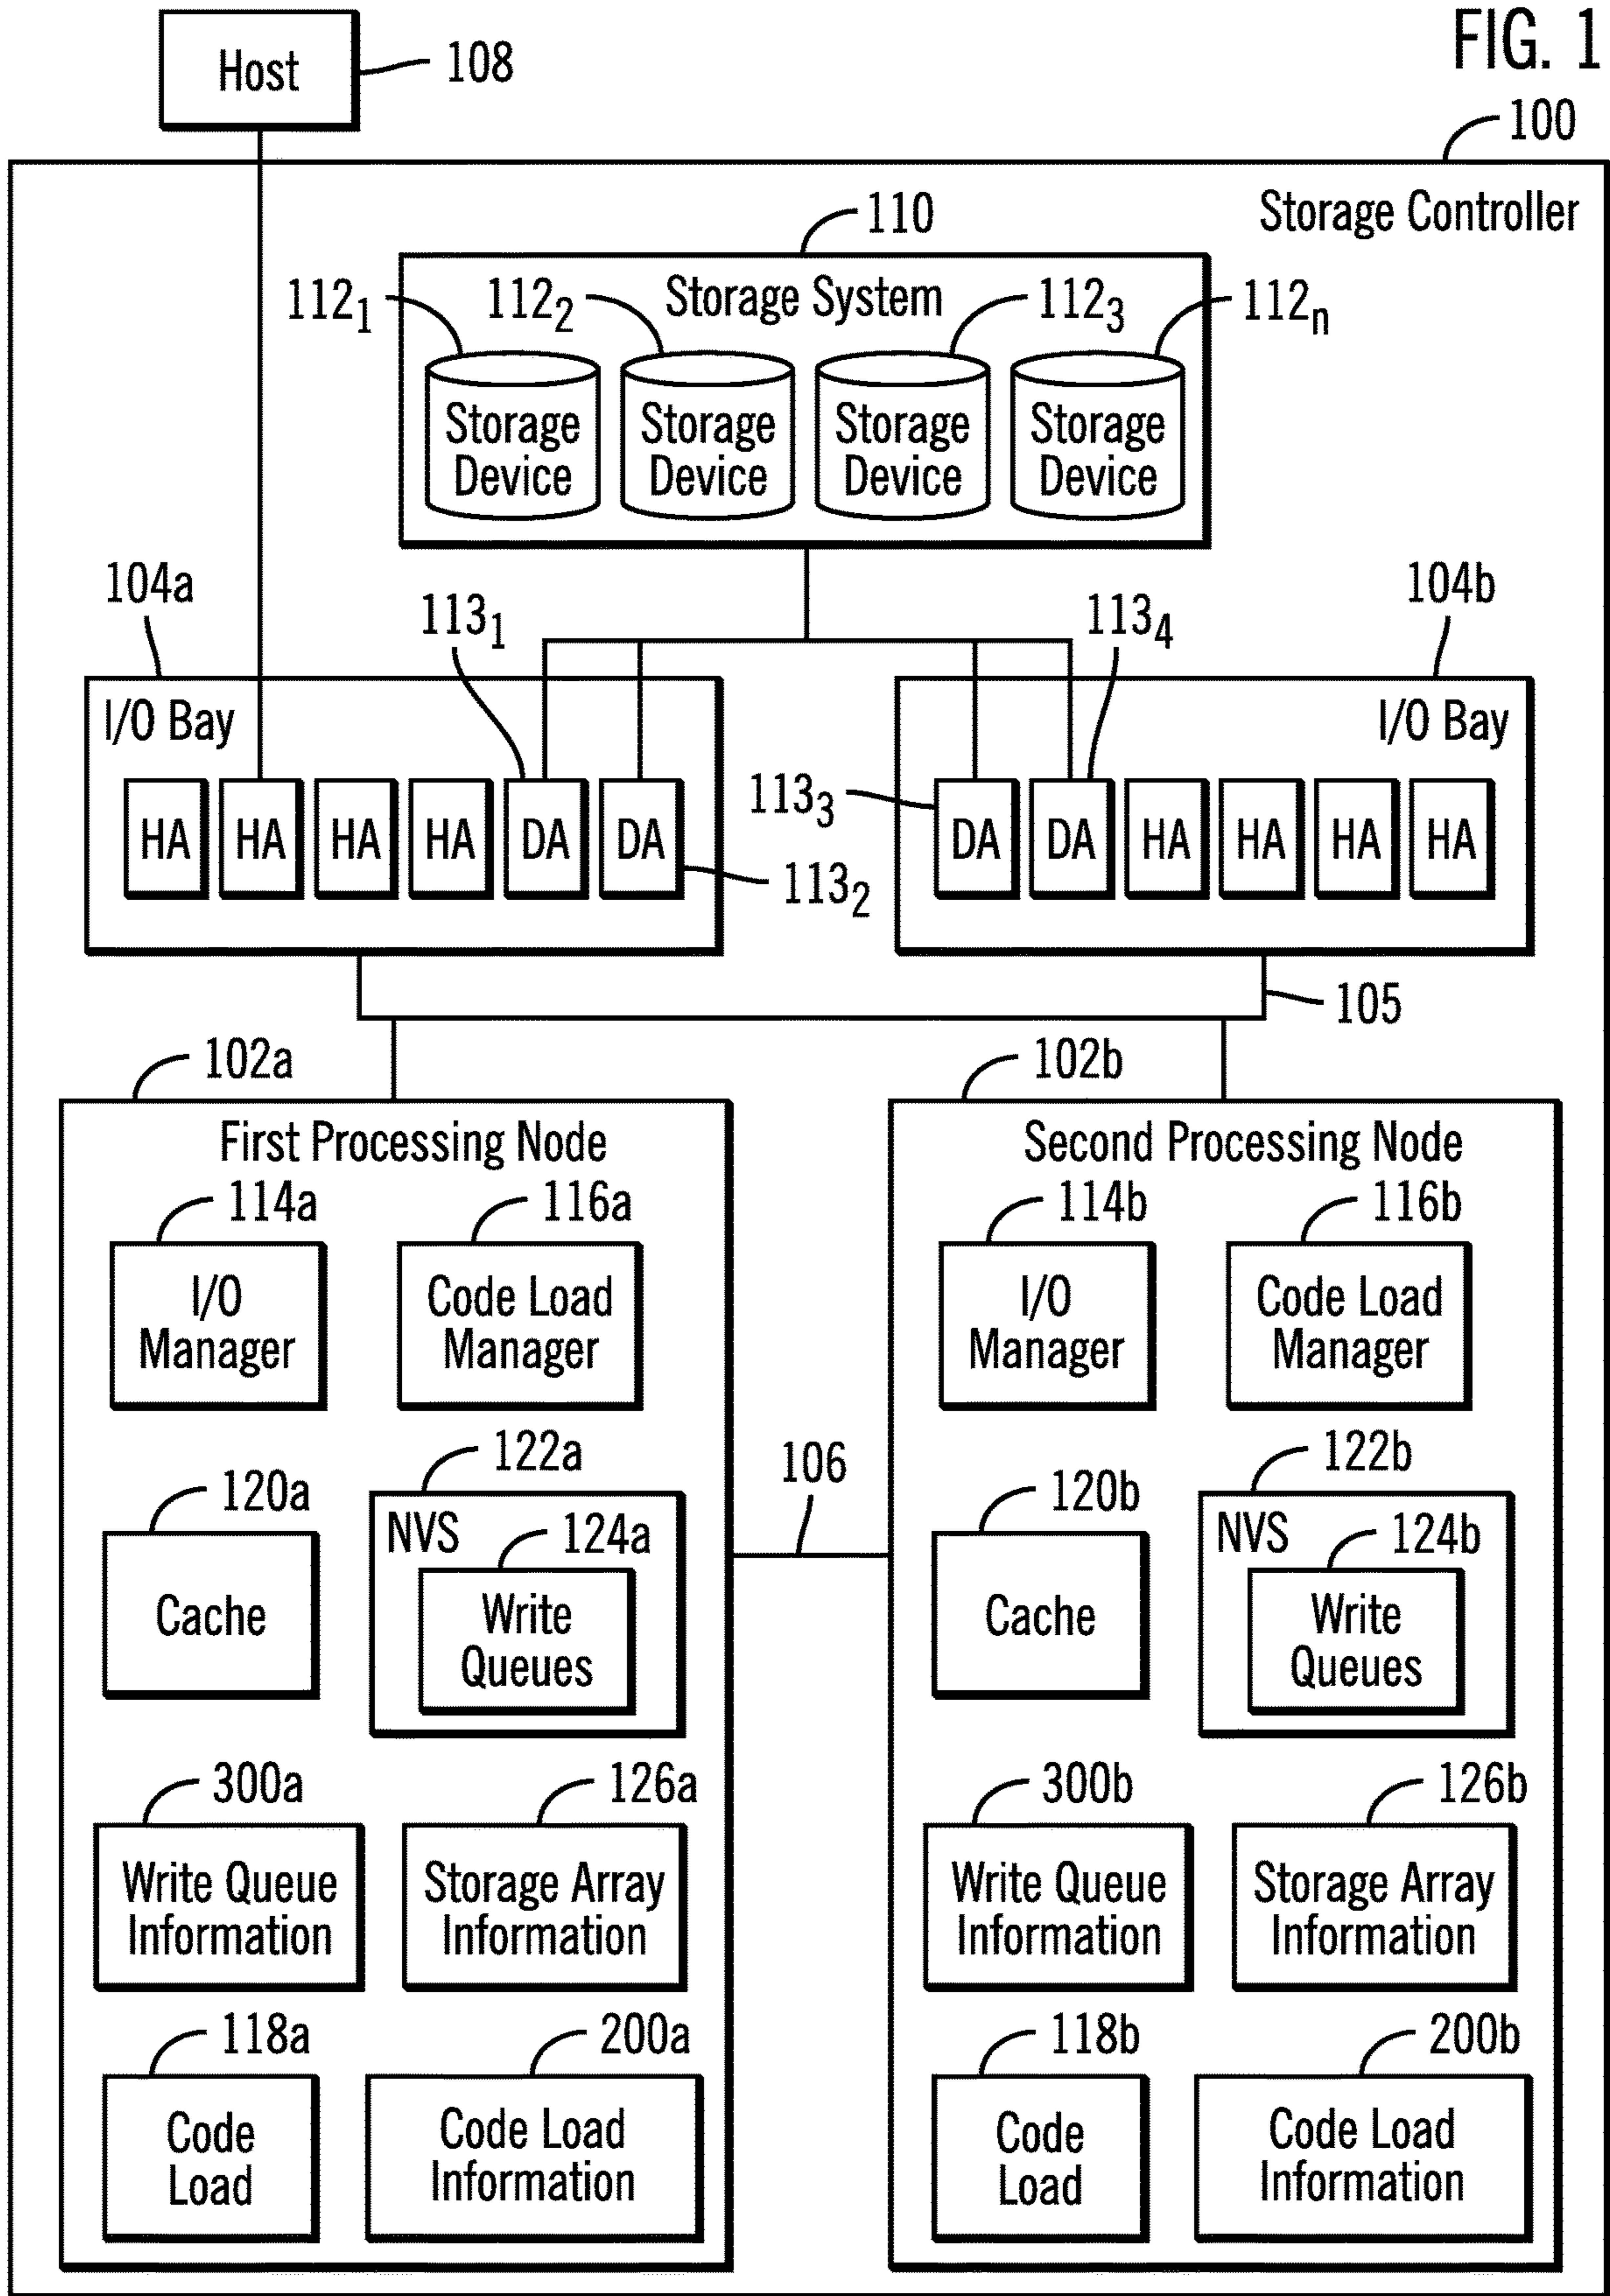 FIG. 1
Host
108
100
Storage Controller
110
Storage System
112₁
112₂
112₃
112ₙ
Storage
Device
Storage
Device
Storage
Device
Storage
Device
104a
113₁
113₄
104b
I/O Bay
I/O Bay
HA HA HA HA DA DA
113₂
113₃
DA DA HA HA HA HA
105
102a
First Processing Node
114a
I/O
Manager
116a
Code Load
Manager
120a
Cache
122a
NVS
124a
Write
Queues
300a
Write Queue
Information
126a
Storage Array
Information
118a
Code
Load
200a
Code Load
Information
106
102b
Second Processing Node
114b
I/O
Manager
116b
Code Load
Manager
120b
Cache
122b
NVS
124b
Write
Queues
300b
Write Queue
Information
126b
Storage Array
Information
118b
Code
Load
200b
Code Load
Information